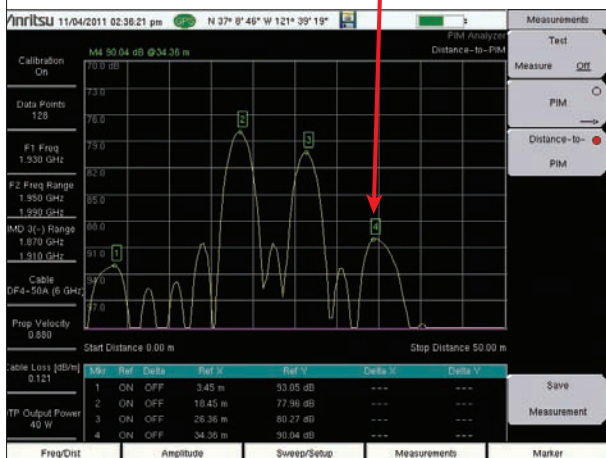 Anritsu 11/04/2011 02:36:21 pm GPS N 37° 8' 46" W 121° 39' 19"
Measurements
PIM Analyzer
M4 90.04 dB @34.36 m
Distance-to-PIM
Calibration
On
Data Points
128
F1 Freq
1.930 GHz
F2 Freq Range
1.950 GHz
1.990 GHz
IMD 3(-) Range
1.870 GHz
1.910 GHz
Cable
DF4-50A (6 GHz)
Prop Velocity
0.880
Cable Loss [dB/m]
0.121
TP Output Power
40 W
70.0 dB
73.0
76.0
79.0
82.0
85.0
88.0
91.0
94.0
97.0
1
2
3
4
Start Distance 0.00 m
Stop Distance 50.00 m
Mkr Ref Delta Ref X Ref Y Delta X Delta Y
1 ON OFF 3.45 m 93.05 dB --- ---
2 ON OFF 18.45 m 77.96 dB --- ---
3 ON OFF 26.36 m 80.27 dB --- ---
4 ON OFF 34.36 m 90.04 dB --- ---
Test
Measure Off
PIM
Distance-to-
PIM
Save
Measurement
Freq/Dist Amplitude Sweep/Setup Measurements Marker